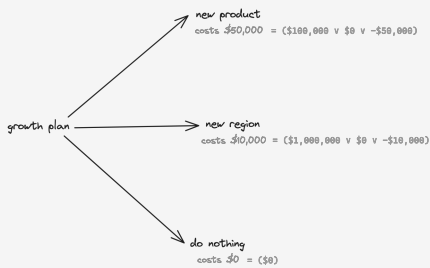 new product
costs $50,000 = ($100,000 v $0 v -$50,000)
growth plan
new region
costs $10,000 = ($1,000,000 v $0 v -$10,000)
do nothing
costs $0 = ($0)